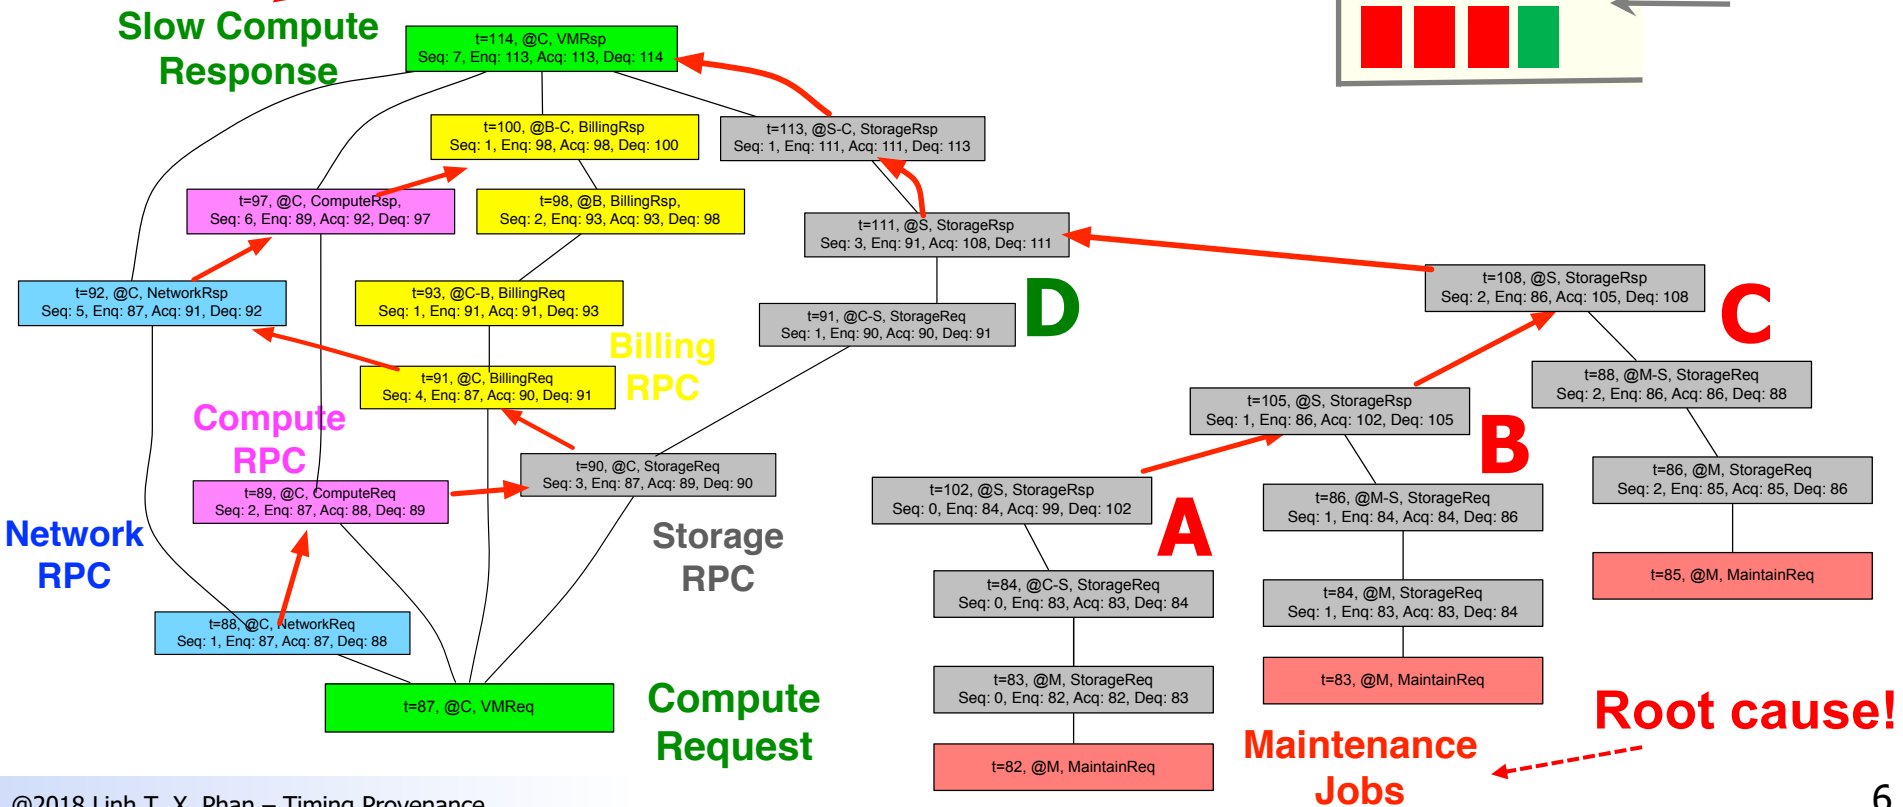 Slow Compute
Response
t=114, @C, VMRsp
Seq: 7, Enq: 113, Acq: 113, Deq: 114
t=100, @B-C, BillingRsp
Seq: 1, Enq: 98, Acq: 98, Deq: 100
t=113, @S-C, StorageRsp
Seq: 1, Enq: 111, Acq: 111, Deq: 113
t=97, @C, ComputeRsp,
Seq: 6, Enq: 89, Acq: 92, Deq: 97
t=98, @B, BillingRsp,
Seq: 2, Enq: 93, Acq: 93, Deq: 98
t=111, @S, StorageRsp
Seq: 3, Enq: 91, Acq: 108, Deq: 111
t=108, @S, StorageRsp
Seq: 2, Enq: 86, Acq: 105, Deq: 108
C
t=92, @C, NetworkRsp
Seq: 5, Enq: 87, Acq: 91, Deq: 92
t=93, @C-B, BillingReq
Seq: 1, Enq: 91, Acq: 91, Deq: 93
D
t=91, @C-S, StorageReq
Seq: 1, Enq: 90, Acq: 90, Deq: 91
Billing
RPC
t=91, @C, BillingReq
Seq: 4, Enq: 87, Acq: 90, Deq: 91
t=88, @M-S, StorageReq
Seq: 2, Enq: 86, Acq: 86, Deq: 88
t=105, @S, StorageRsp
Seq: 1, Enq: 86, Acq: 102, Deq: 105
B
Compute
RPC
t=90, @C, StorageReq
Seq: 3, Enq: 87, Acq: 89, Deq: 90
t=86, @M, StorageReq
Seq: 2, Enq: 85, Acq: 85, Deq: 86
t=89, @C, ComputeReq
Seq: 2, Enq: 87, Acq: 88, Deq: 89
t=102, @S, StorageRsp
Seq: 0, Enq: 84, Acq: 99, Deq: 102
A
t=86, @M-S, StorageReq
Seq: 1, Enq: 84, Acq: 84, Deq: 86
Network
RPC
Storage
RPC
t=85, @M, MaintainReq
t=84, @C-S, StorageReq
Seq: 0, Enq: 83, Acq: 83, Deq: 84
t=84, @M, StorageReq
Seq: 1, Enq: 83, Acq: 83, Deq: 84
t=88, @C, NetworkReq
Seq: 1, Enq: 87, Acq: 87, Deq: 88
t=83, @M, StorageReq
Seq: 0, Enq: 82, Acq: 82, Deq: 83
t=83, @M, MaintainReq
t=87, @C, VMReq
Compute
Request
Root cause!
t=82, @M, MaintainReq
Maintenance
Jobs
@2018 Linh T. X. Phan – Timing Provenance
6